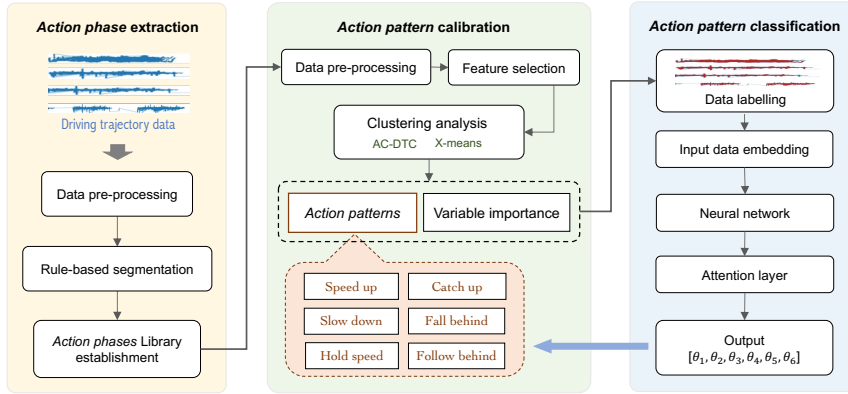 Action phase extraction
Driving trajectory data
Data pre-processing
Rule-based segmentation
Action phases Library
establishment
Action pattern calibration
Data pre-processing
Feature selection
Clustering analysis
AC-DTC X-means
Action patterns
Variable importance
Speed up
Catch up
Slow down
Fall behind
Hold speed
Follow behind
Action pattern classification
Data labelling
Input data embedding
Neural network
Attention layer
Output
[θ₁, θ₂, θ₃, θ₄, θ₅, θ₆]